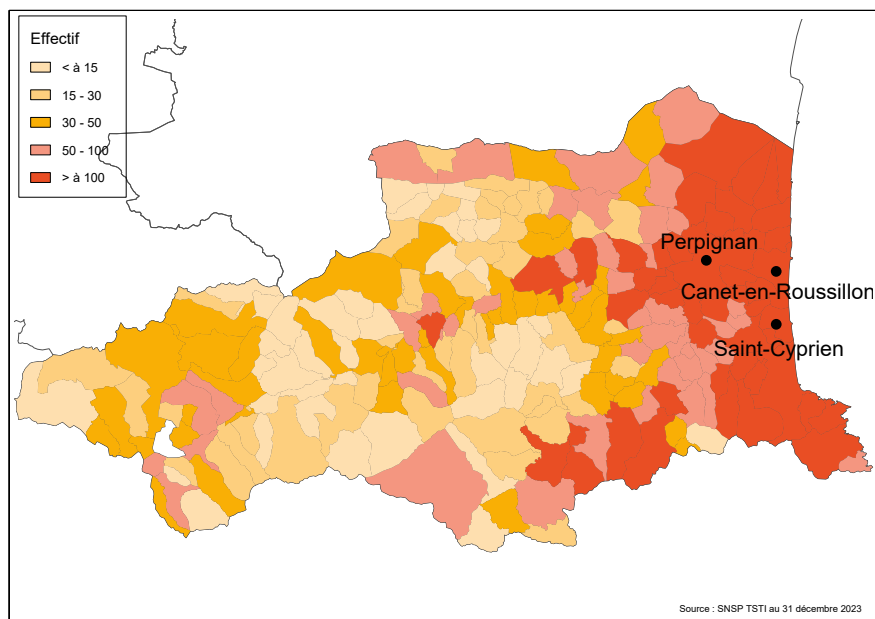 Effectif
< à 15
15 - 30
30 - 50
50 - 100
> à 100
Perpignan
Canet-en-Roussillon
Saint-Cyprien
Source : SNSP TSTI au 31 décembre 2023